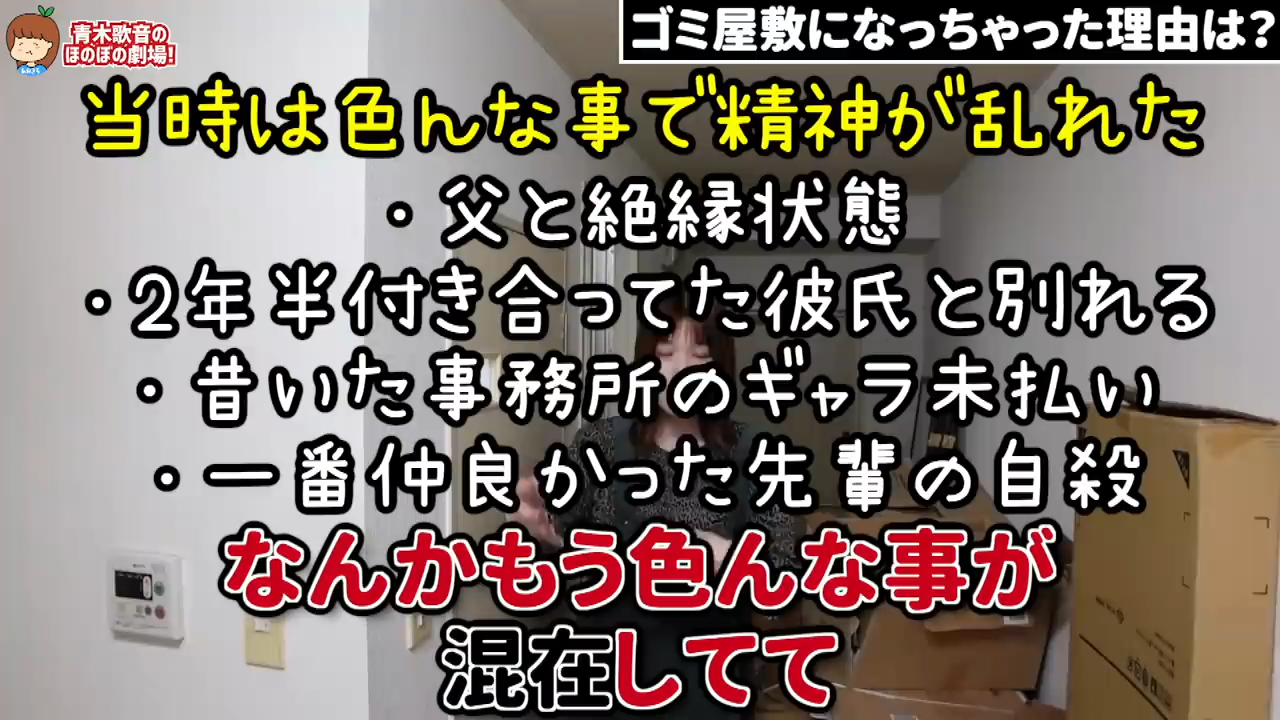 青木歌音の
ほのぼの劇場!
ゴミ屋敷になっちゃった理由は?
当時は色んな事で精神が乱れた
・父と絶縁状態
・2年半付き合ってた彼氏と別れる
・昔いた事務所のギャラ未払い
・一番仲良かった先輩の自殺
なんかもう色んな事が
混在してて